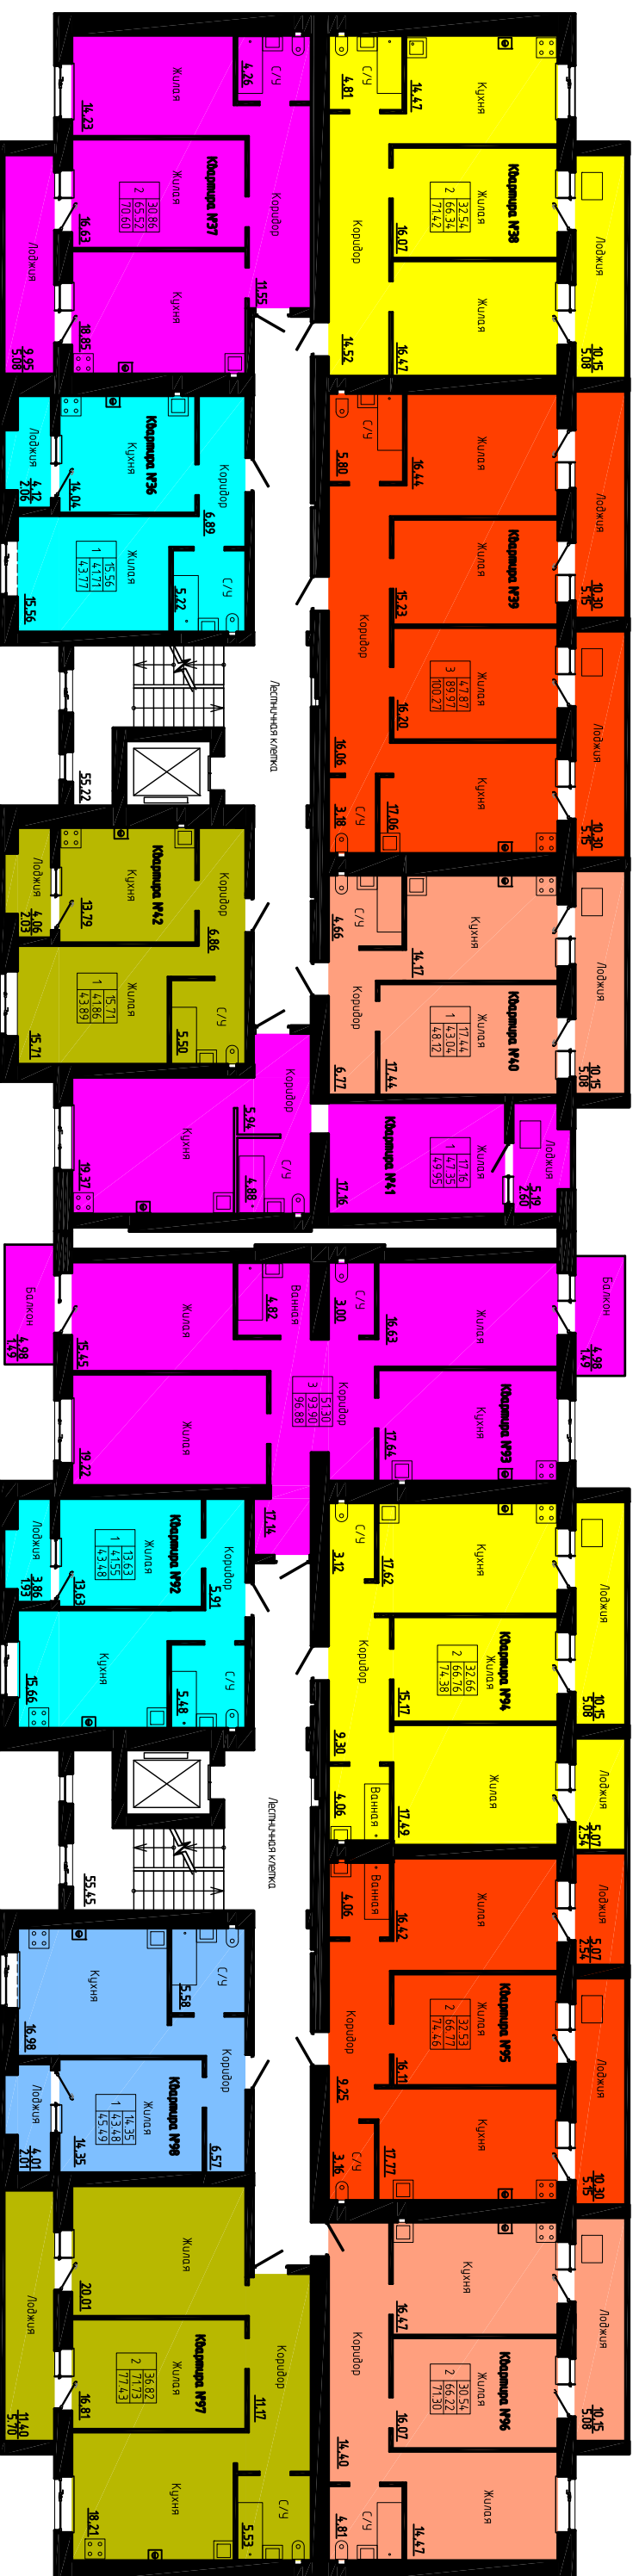 Жилая
14.23
С/У
4.26
Коридор
11.55
Квартира №37
Жилая
2
30.86
65.52
70.60
16.63
Кухня
18.85
Лоджия
9.95
5.08
Кухня
14.47
С/У
4.81
Квартира №38
Жилая
2
32.54
66.34
71.42
16.07
Коридор
14.52
Жилая
16.47
Лоджия
10.15
5.08
Квартира №36
Кухня
14.04
Коридор
6.89
Лоджия
4.12
2.06
Жилая
1
15.56
41.71
43.77
15.56
С/У
5.22
Жилая
16.44
С/У
5.80
Квартира №39
15.23
Жилая
Жилая
3
47.87
89.97
100.27
16.20
Коридор
16.06
Кухня
17.06
С/У
3.18
Лоджия
10.30
5.15
Лоджия
10.30
5.15
Лестничная клетка
55.22
Квартира №42
Кухня
13.79
Коридор
6.86
Лоджия
4.06
2.03
Жилая
1
15.71
41.86
43.89
15.71
С/У
5.50
Кухня
14.17
С/У
4.66
Квартира №40
Жилая
1
17.44
43.04
48.12
17.44
Коридор
6.77
Лоджия
10.15
5.08
Коридор
5.94
Кухня
19.37
С/У
4.88
Квартира №41
Жилая
1
17.16
47.35
49.95
17.16
Лоджия
5.19
2.60
Балкон
4.98
1.49
Жилая
15.45
Ванная
4.82
С/У
3.00
Жилая
16.63
Балкон
4.98
1.49
Жилая
19.22
Коридор
3
51.30
93.90
96.88
17.14
Квартира №93
Кухня
17.64
Квартира №92
Жилая
1
13.63
41.55
43.48
13.63
Коридор
5.91
Лоджия
3.86
1.93
Кухня
15.66
С/У
5.48
Кухня
17.62
С/У
3.12
Квартира №94
Жилая
2
32.66
66.76
74.38
15.17
Коридор
9.30
Жилая
17.49
Ванная
4.06
Лоджия
10.15
5.08
Лоджия
5.07
2.54
Лестничная клетка
55.45
Жилая
16.42
Ванная
4.06
Квартира №95
Жилая
2
32.53
66.77
74.46
16.11
Коридор
9.25
Кухня
17.77
С/У
3.16
Лоджия
5.07
2.54
Лоджия
10.30
5.15
Кухня
16.98
С/У
5.58
Квартира №98
Жилая
1
14.35
43.48
45.49
14.35
Коридор
6.57
Лоджия
4.01
2.01
Жилая
20.01
Квартира №97
Жилая
2
36.82
71.73
77.43
16.81
Коридор
11.17
Кухня
18.21
С/У
5.53
Лоджия
11.40
5.70
Кухня
16.47
Квартира №96
Жилая
2
30.54
66.22
71.30
16.07
Коридор
14.40
Жилая
14.47
С/У
4.81
Лоджия
10.15
5.08